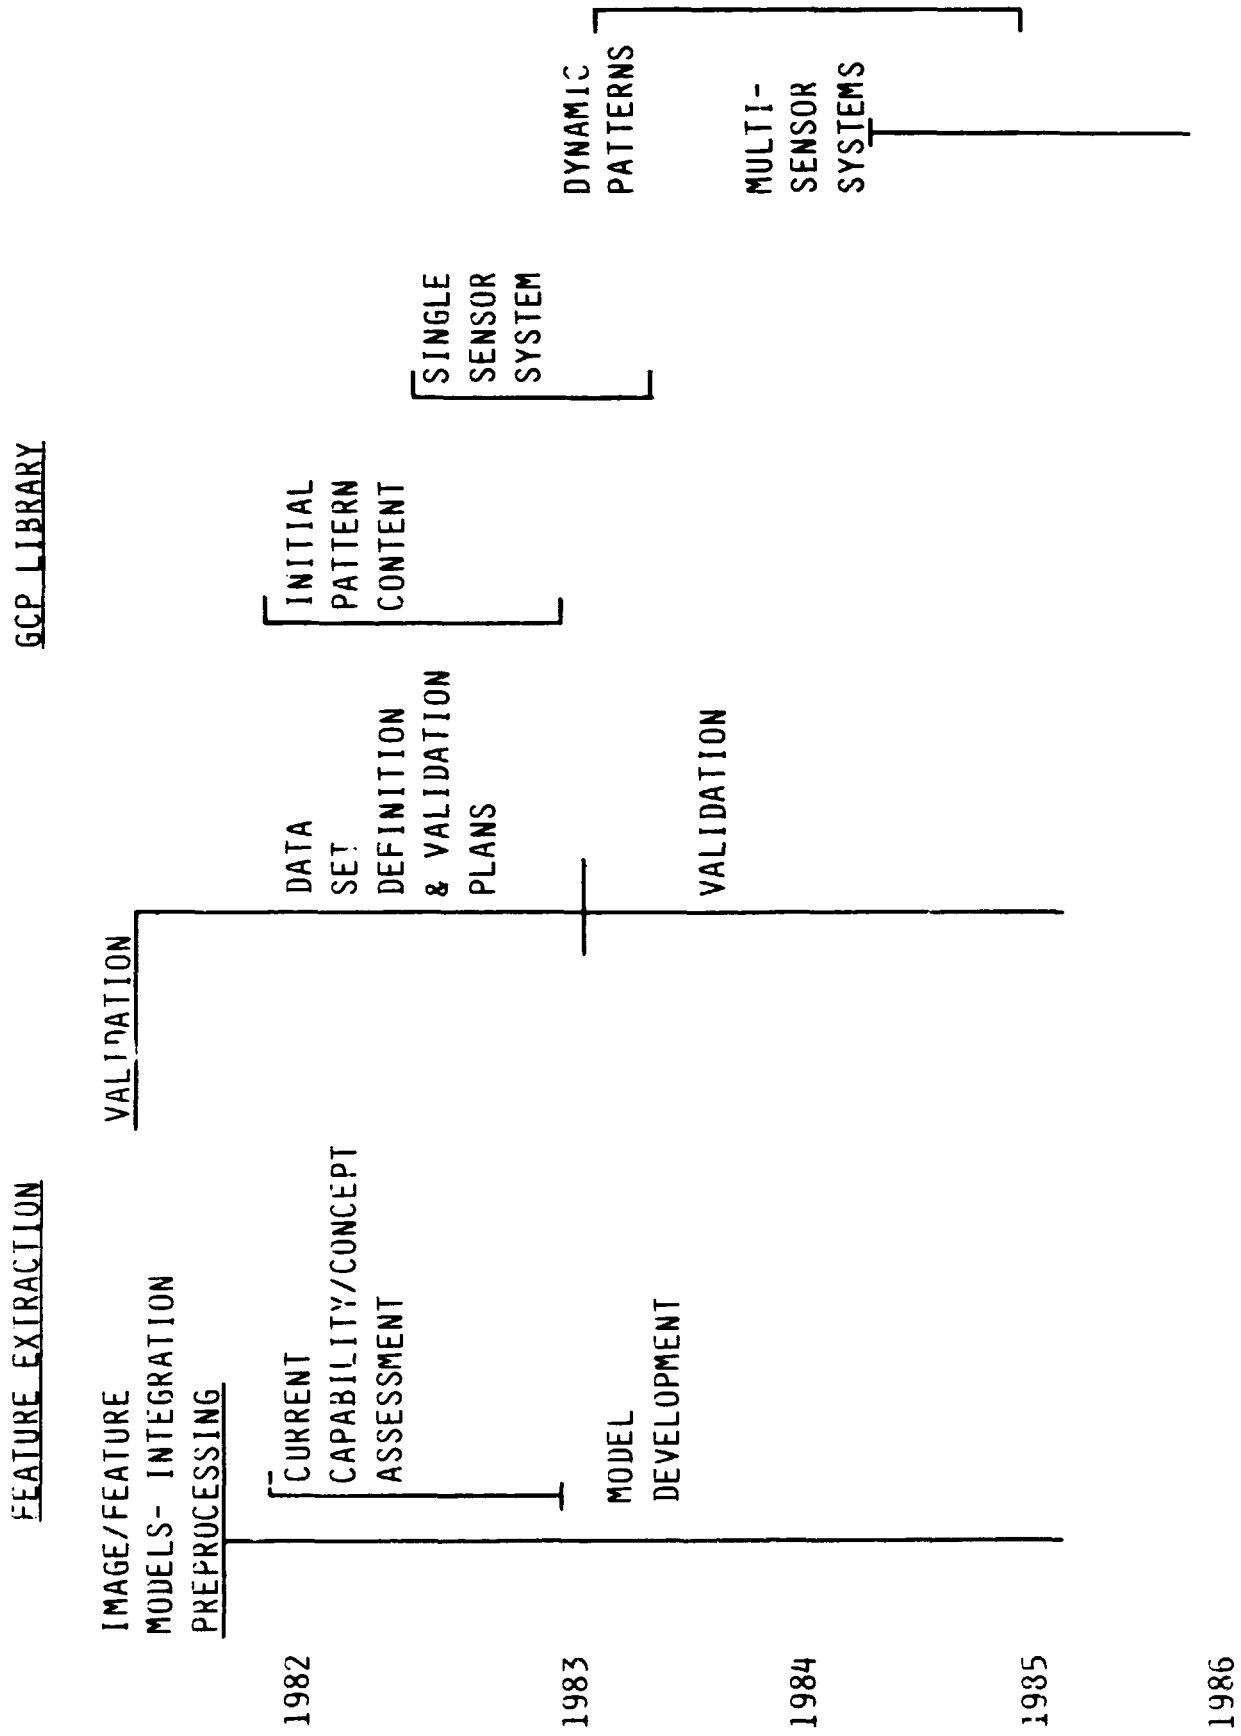 FEATURE EXTRACTION
GCP LIBRARY
IMAGE/FEATURE
MODELS- INTEGRATION
PREPROCESSING
VALIDATION
1982
CURRENT
CAPABILITY/CONCEPT
ASSESSMENT
DATA
SET
DEFINITION
& VALIDATION
PLANS
INITIAL
PATTERN
CONTENT
SINGLE
SENSOR
SYSTEM
1983
MODEL
DEVELOPMENT
VALIDATION
DYNAMIC
PATTERNS
1984
MULTI-
SENSOR
SYSTEMS
1985
1986